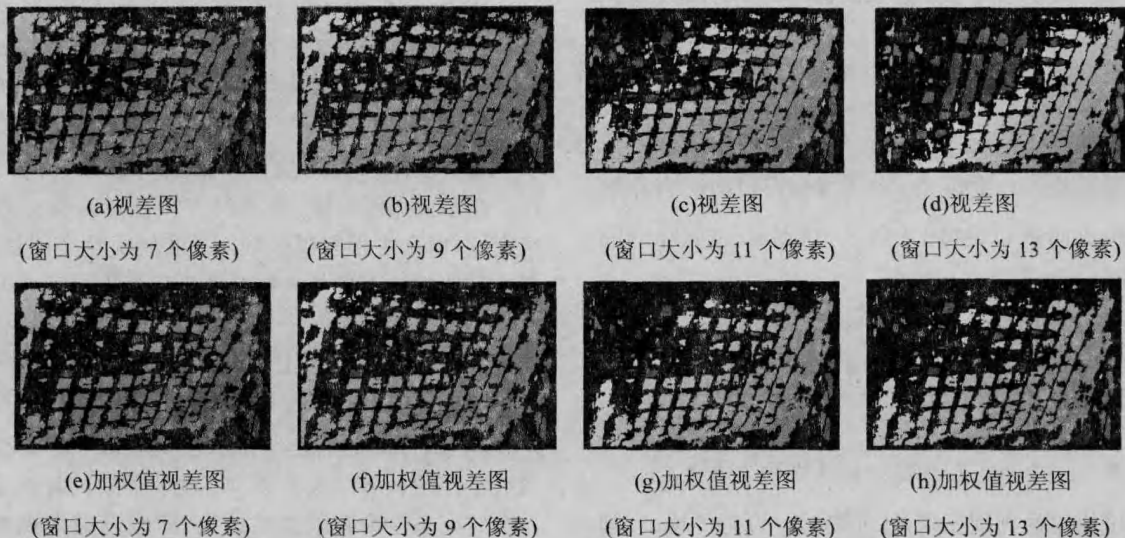 (a)视差图 (b)视差图 (c)视差图 (d)视差图
(窗口大小为 7 个像素) (窗口大小为 9 个像素) (窗口大小为 11 个像素) (窗口大小为 13 个像素)
(e)加权值视差图 (f)加权值视差图 (g)加权值视差图 (h)加权值视差图
(窗口大小为 7 个像素) (窗口大小为 9 个像素) (窗口大小为 11 个像素) (窗口大小为 13 个像素)